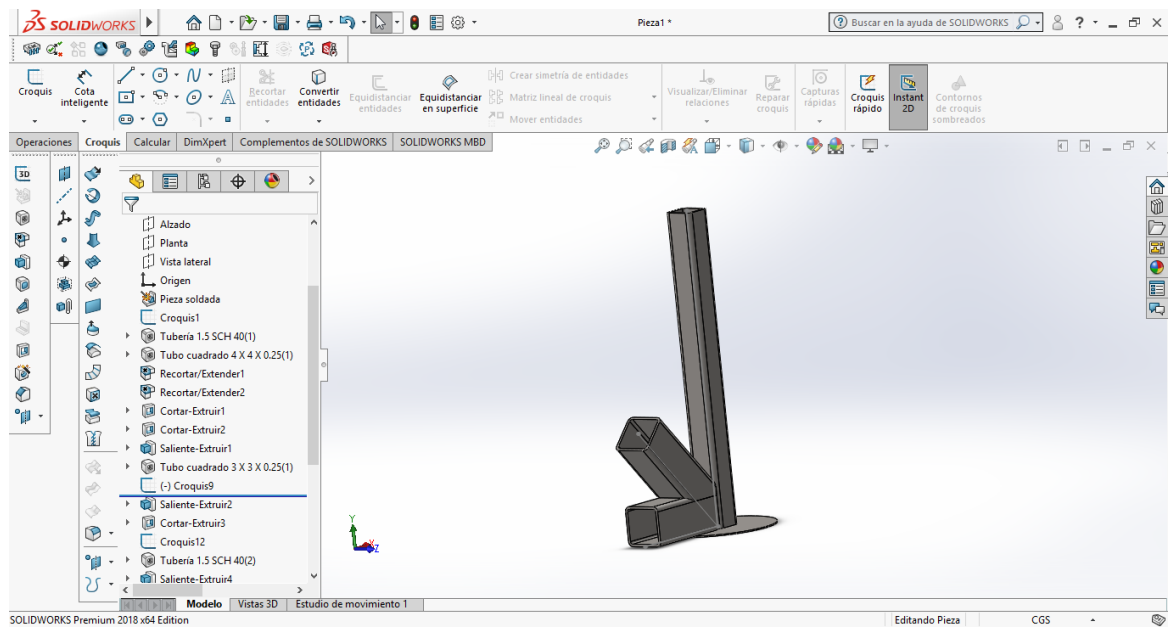 SOLIDWORKS
Pieza1 *
Buscar en la ayuda de SOLIDWORKS
?
Croquis
Cota inteligente
Recortar entidades
Convertir entidades
Equidistanciar entidades
Equidistanciar en superficie
Crear simetría de entidades
Matriz lineal de croquis
Mover entidades
Visualizar/Eliminar relaciones
Reparar croquis
Capturas rápidas
Croquis rápido
Instant 2D
Contornos de croquis sombreados
Operaciones Croquis Calcular DimXpert Complementos de SOLIDWORKS SOLIDWORKS MBD
3D
Alzado
Planta
Vista lateral
Origen
Pieza soldada
Croquis1
Tubería 1.5 SCH 40(1)
Tubo cuadrado 4 X 4 X 0.25(1)
Recortar/Extender1
Recortar/Extender2
Cortar-Extruir1
Cortar-Extruir2
Saliente-Extruir1
Tubo cuadrado 3 X 3 X 0.25(1)
(-) Croquis9
Saliente-Extruir2
Cortar-Extruir3
Croquis12
Tubería 1.5 SCH 40(2)
Saliente-Extruir4
Y
X
Z
Modelo Vistas 3D Estudio de movimiento 1
SOLIDWORKS Premium 2018 x64 Edition
Editando Pieza
CGS